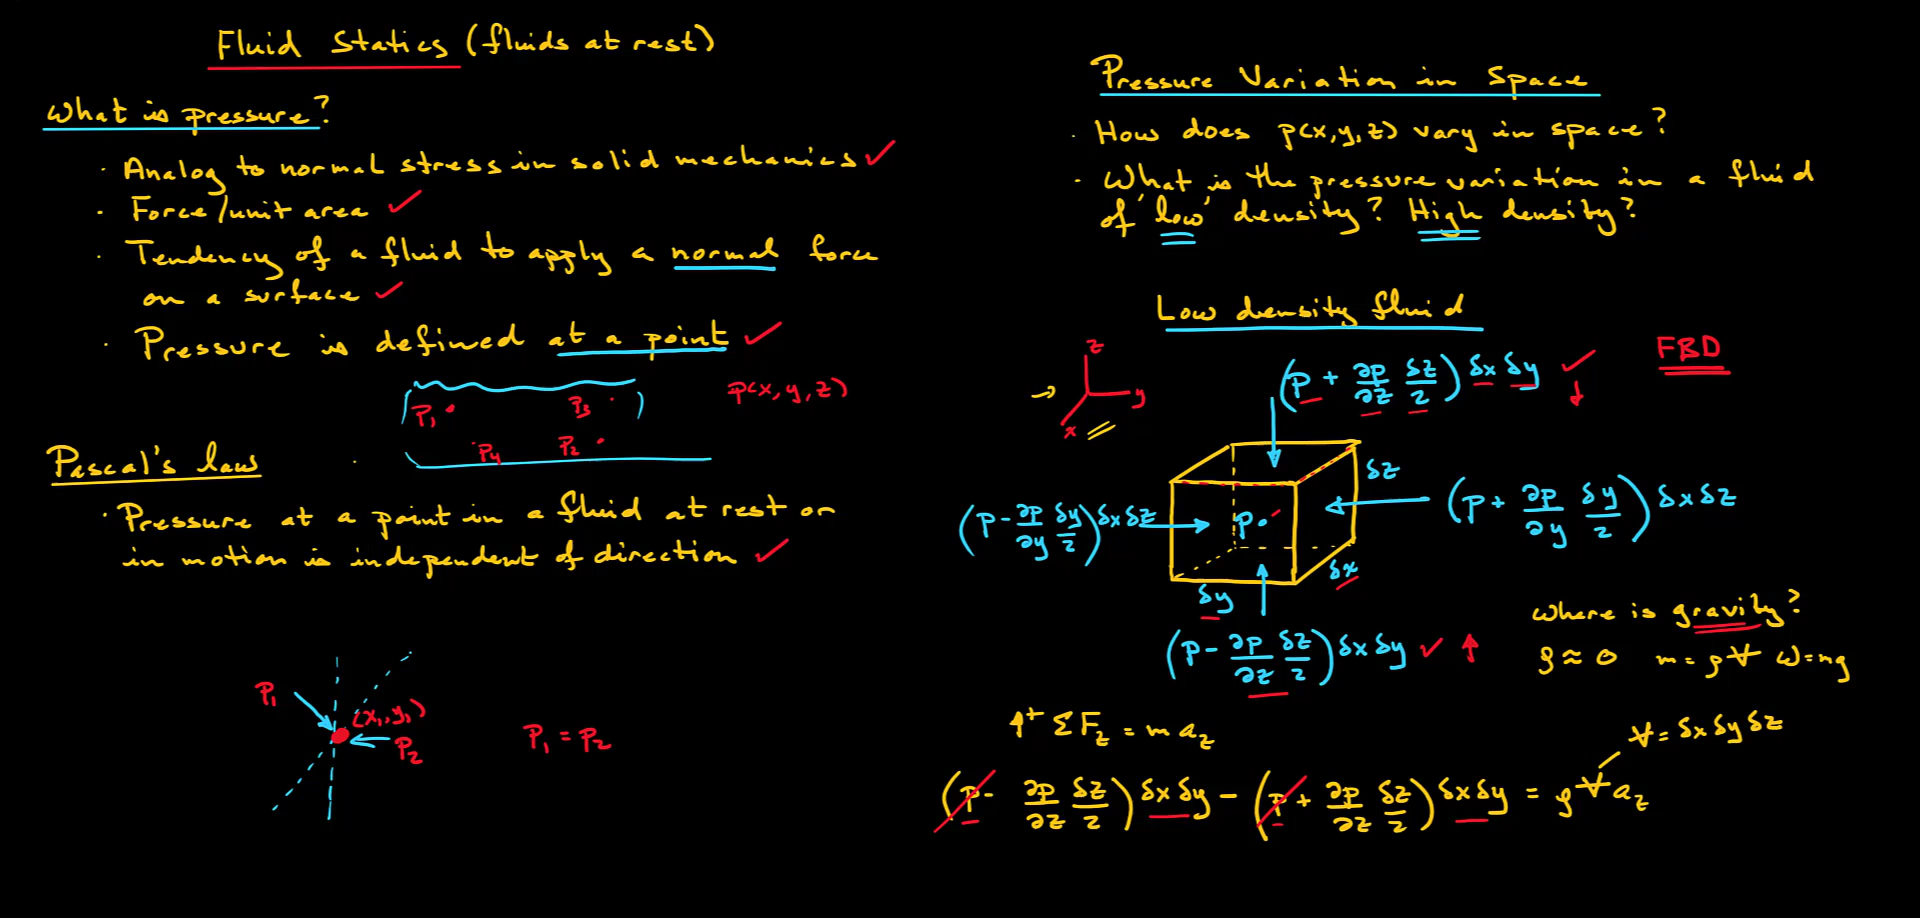 Fluid Statics (fluids at rest)
What is pressure?
· Analog to normal stress in solid mechanics ✓
· Force/unit area ✓
· Tendency of a fluid to apply a normal force
on a surface ✓
· Pressure is defined at a point ✓
P₁ P₃ p(x,y,z)
P₄ P₂
Pascal's law
· Pressure at a point in a fluid at rest or
in motion is independent of direction ✓
P₁
(x₁,y₁)
P₂
P₁ = P₂
Pressure Variation in Space
· How does p(x,y,z) vary in space?
· What is the pressure variation in a fluid
of 'low' density? High density?
Low density fluid
FBD
z
y
x
(p + ∂p/∂z δz/2) δx δy ✓ ↓
δz
(p - ∂p/∂y δy/2) δx δz
p
(p + ∂p/∂y δy/2) δx δz
δx
δy
(p - ∂p/∂z δz/2) δx δy ✓ ↑
where is gravity?
ρ ≈ 0 m = ρV̶ ω = mg
↑⁺ ΣF_z = m a_z
V̶ = δx δy δz
(p - ∂p/∂z δz/2) δx δy - (p + ∂p/∂z δz/2) δx δy = ρ V̶ a_z